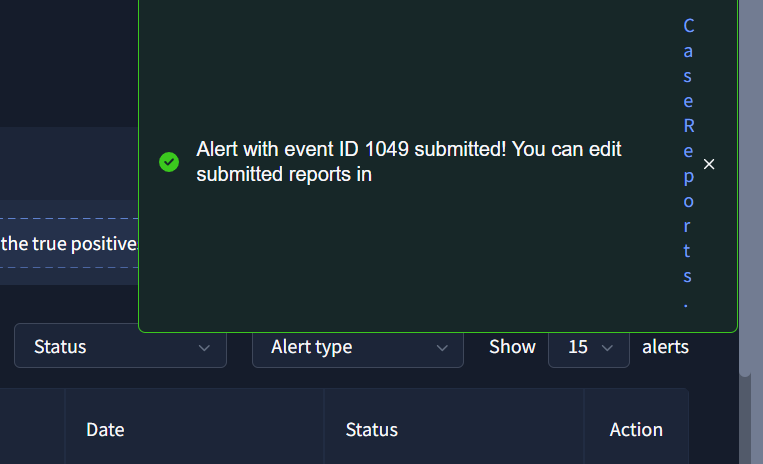 Alert with event ID 1049 submitted! You can edit
submitted reports in
CaseReports.
the true positive
Status
Alert type
Show
15
alerts
Date
Status
Action